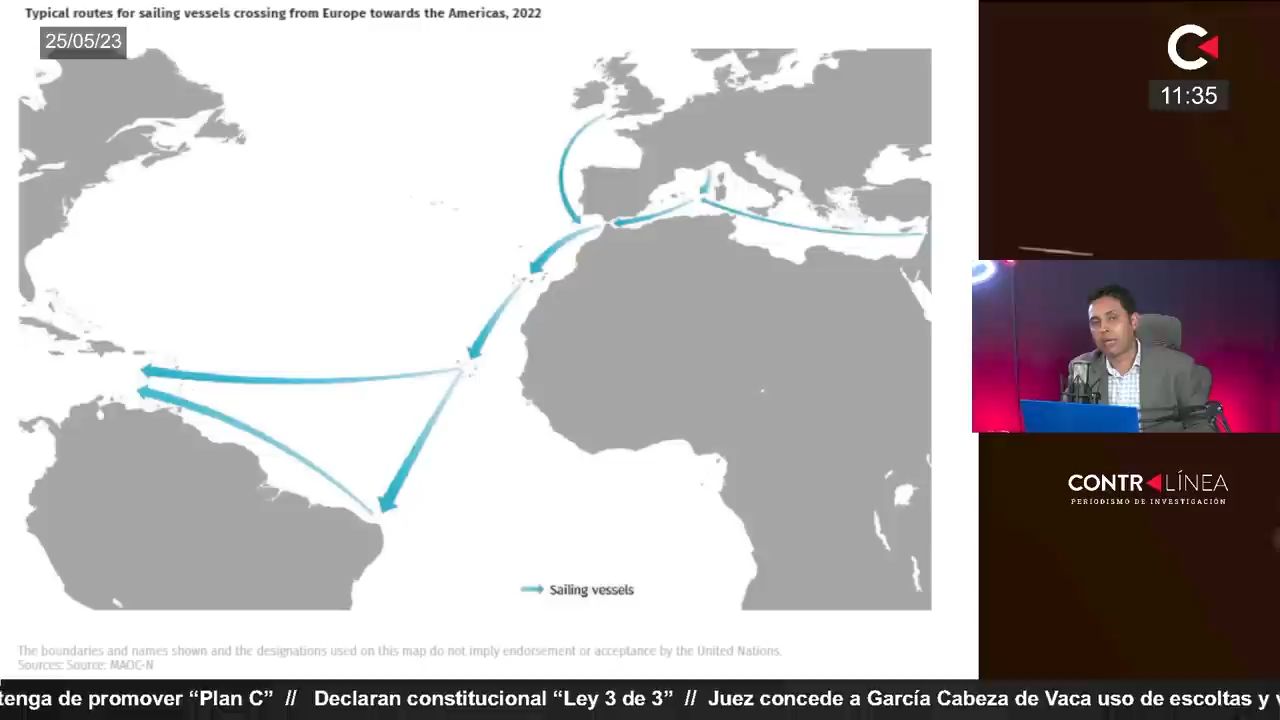 Typical routes for sailing vessels crossing from Europe towards the Americas, 2022
25/05/23
11:35
CONTR LÍNEA
PERIODISMO DE INVESTIGACIÓN
Sailing vessels
The boundaries and names shown and the designations used on this map do not imply endorsement or acceptance by the United Nations.
Sources: Source: MAOC-N
tenga de promover “Plan C” // Declaran constitucional “Ley 3 de 3” // Juez concede a García Cabeza de Vaca uso de escoltas y